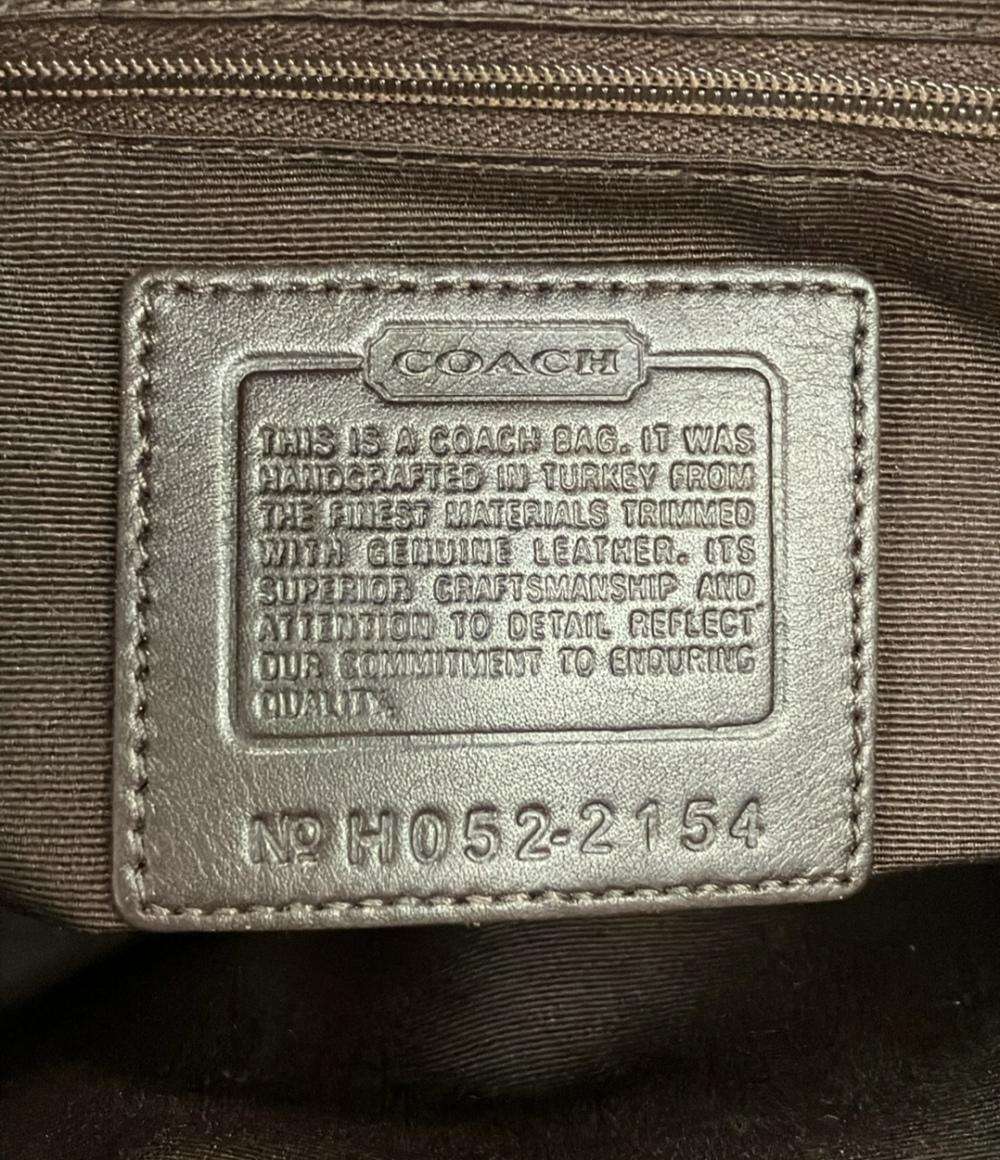 COACH
THIS IS A COACH BAG. IT WAS
HANDCRAFTED IN TURKEY FROM
THE FINEST MATERIALS TRIMMED
WITH GENUINE LEATHER. ITS
SUPERIOR CRAFTSMANSHIP AND
ATTENTION TO DETAIL REFLECT
OUR COMMITMENT TO ENDURING
QUALITY.
Nº H052-2154